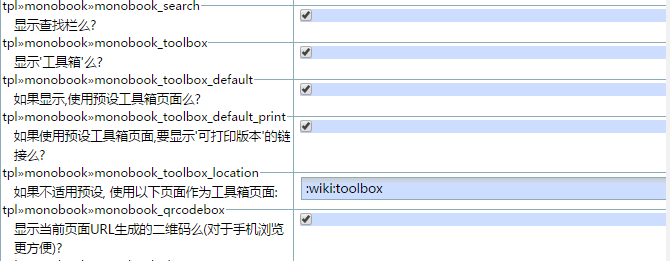 tpl»monobook»monobook_search
显示查找栏么?
tpl»monobook»monobook_toolbox
显示'工具箱'么?
tpl»monobook»monobook_toolbox_default
如果显示,使用预设工具箱页面么?
tpl»monobook»monobook_toolbox_default_print
如果使用预设工具箱页面,要显示'可打印版本'的链
接么?
tpl»monobook»monobook_toolbox_location
如果不适用预设, 使用以下页面作为工具箱页面:
:wiki:toolbox
tpl»monobook»monobook_qrcodebox
显示当前页面URL生成的二维码么(对于手机浏览
更方便)?